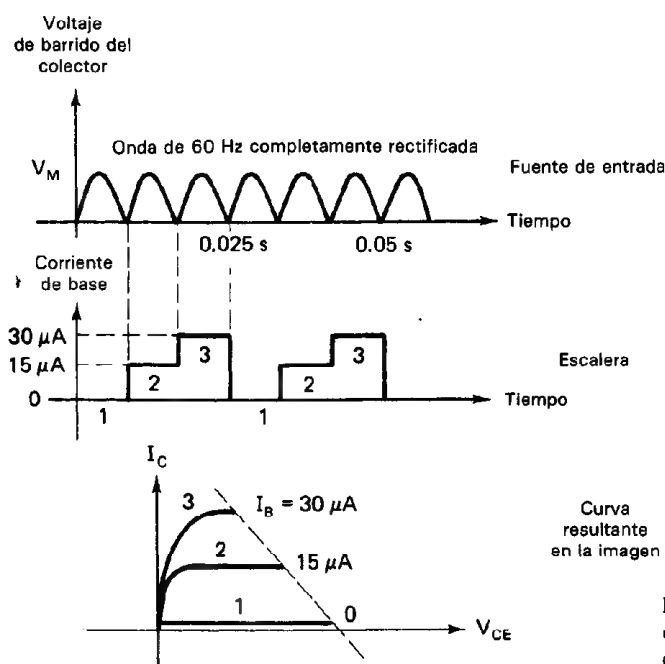 Voltaje
de barrido del
colector
Onda de 60 Hz completamente rectificada
V_M
Fuente de entrada
Tiempo
0.025 s
0.05 s
Corriente
de base
30 μA
15 μA
0
1
2
3
1
2
3
Escalera
Tiempo
I_C
3
I_B = 30 μA
2
15 μA
1
0
V_CE
Curva
resultante
en la imagen